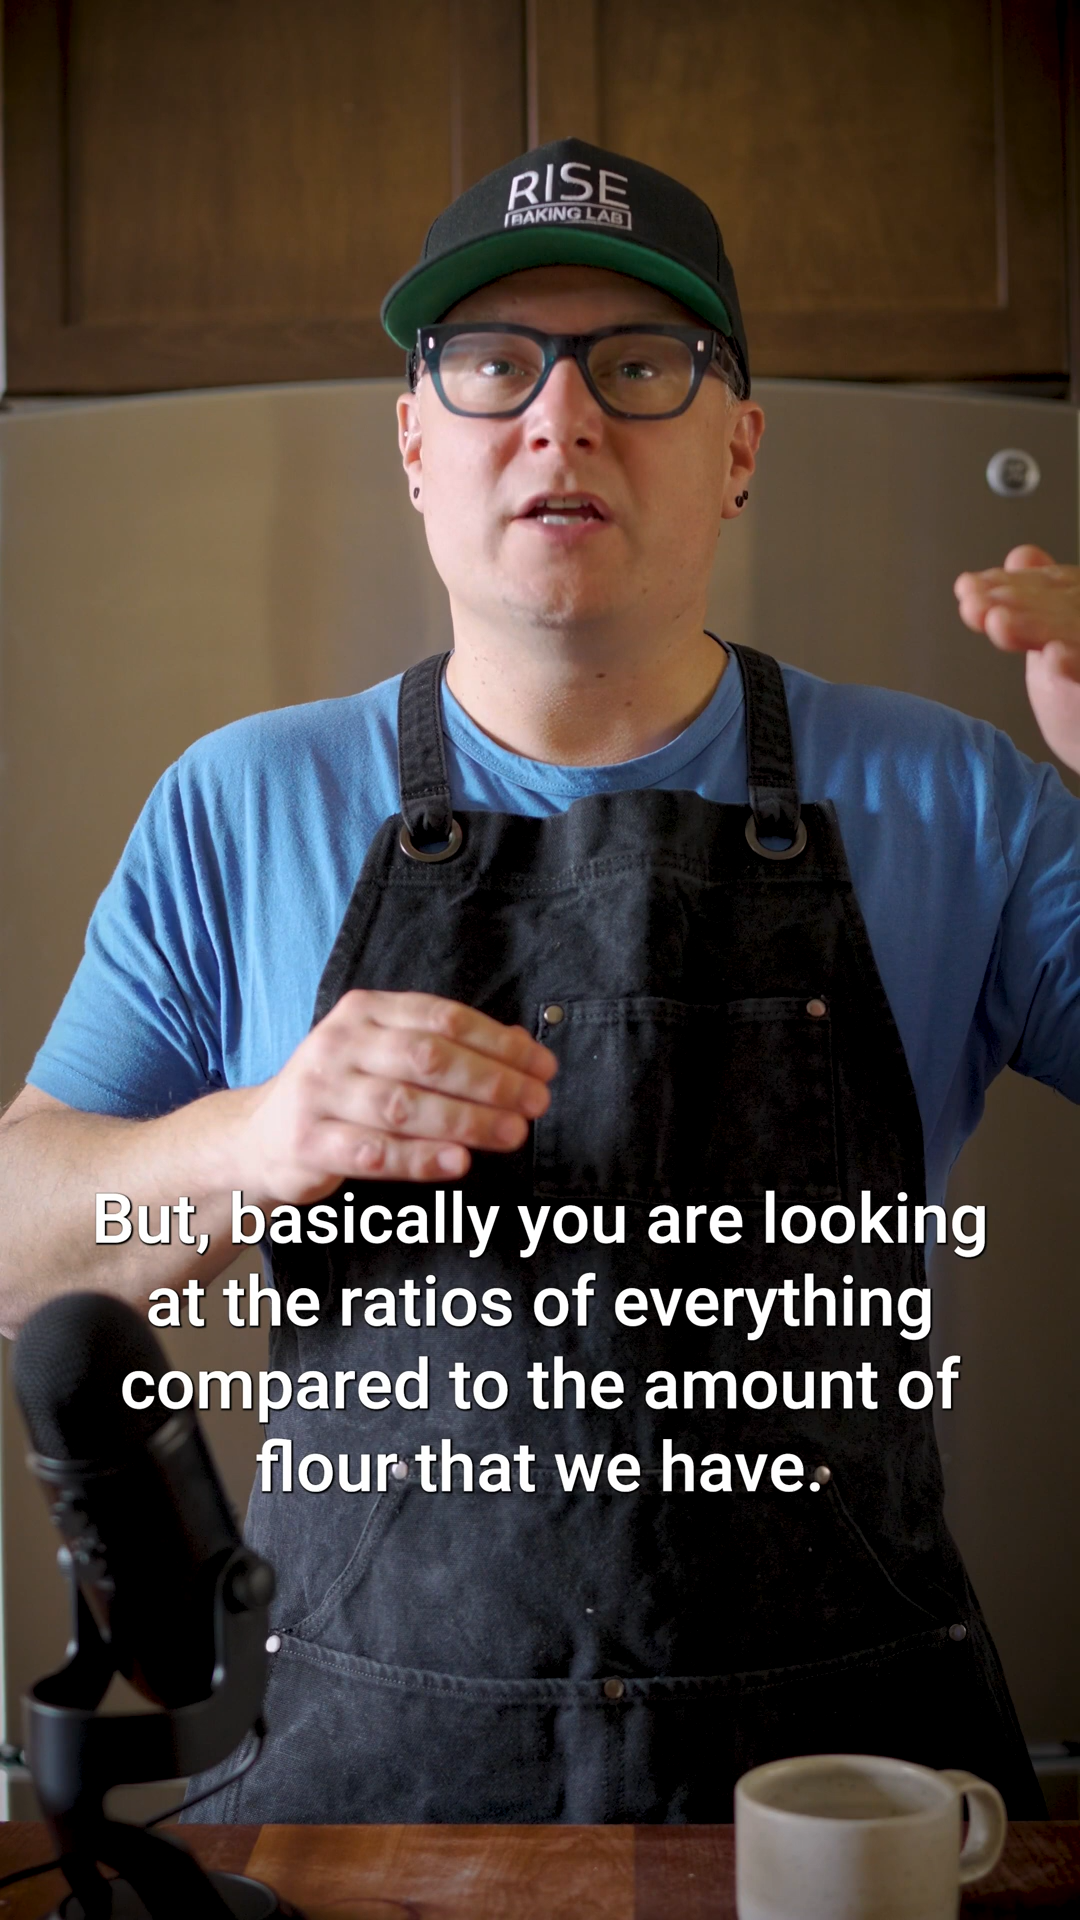 RISE
BAKING LAB
But, basically you are looking
at the ratios of everything
compared to the amount of
flour that we have.